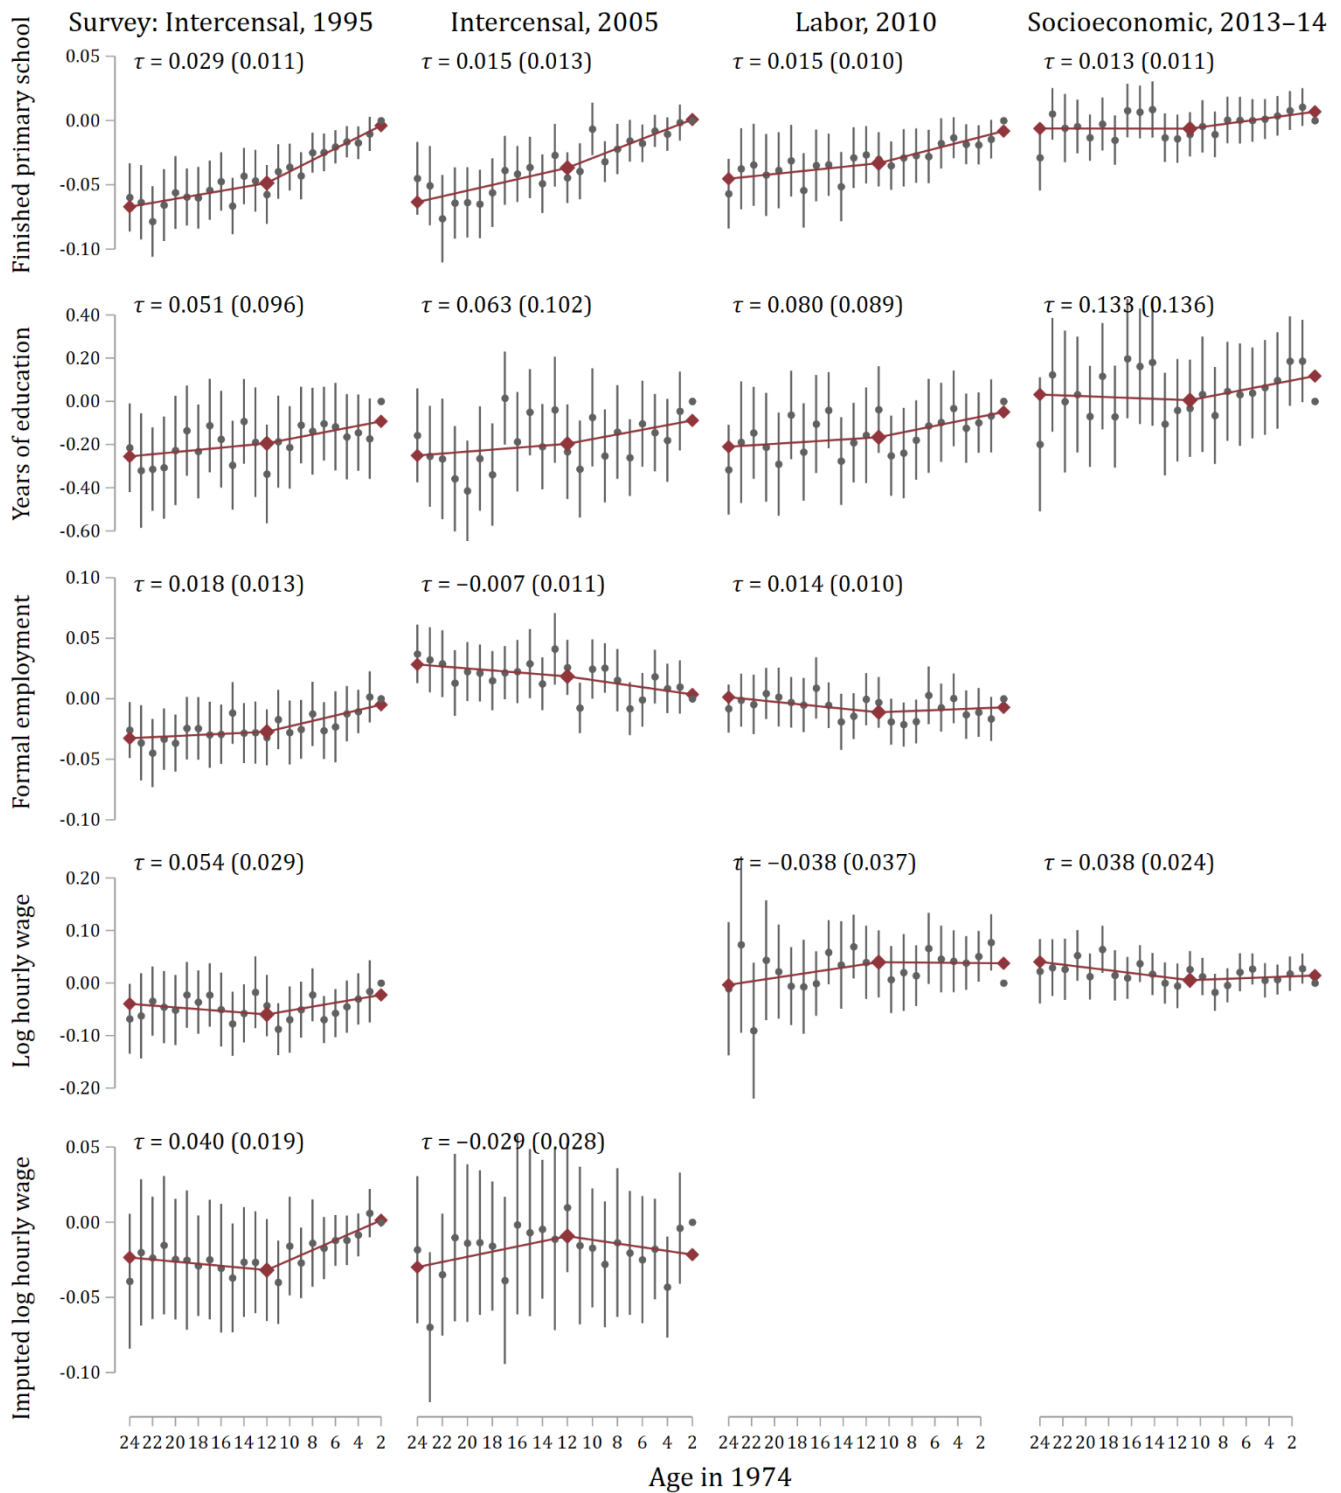 Survey: Intercensal, 1995 Intercensal, 2005 Labor, 2010 Socioeconomic, 2013–14
Finished primary school
τ = 0.029 (0.011) τ = 0.015 (0.013) τ = 0.015 (0.010) τ = 0.013 (0.011)
0.05
0.00
-0.05
-0.10
Years of education
τ = 0.051 (0.096) τ = 0.063 (0.102) τ = 0.080 (0.089) τ = 0.133 (0.136)
0.40
0.20
0.00
-0.20
-0.40
-0.60
Formal employment
τ = 0.018 (0.013) τ = −0.007 (0.011) τ = 0.014 (0.010)
0.10
0.05
0.00
-0.05
-0.10
Log hourly wage
τ = 0.054 (0.029) τ = −0.038 (0.037) τ = 0.038 (0.024)
0.20
0.10
0.00
-0.10
-0.20
Imputed log hourly wage
τ = 0.040 (0.019) τ = −0.029 (0.028)
0.05
0.00
-0.05
-0.10
24 22 20 18 16 14 12 10 8 6 4 2 24 22 20 18 16 14 12 10 8 6 4 2 24 22 20 18 16 14 12 10 8 6 4 2 24 22 20 18 16 14 12 10 8 6 4 2
Age in 1974